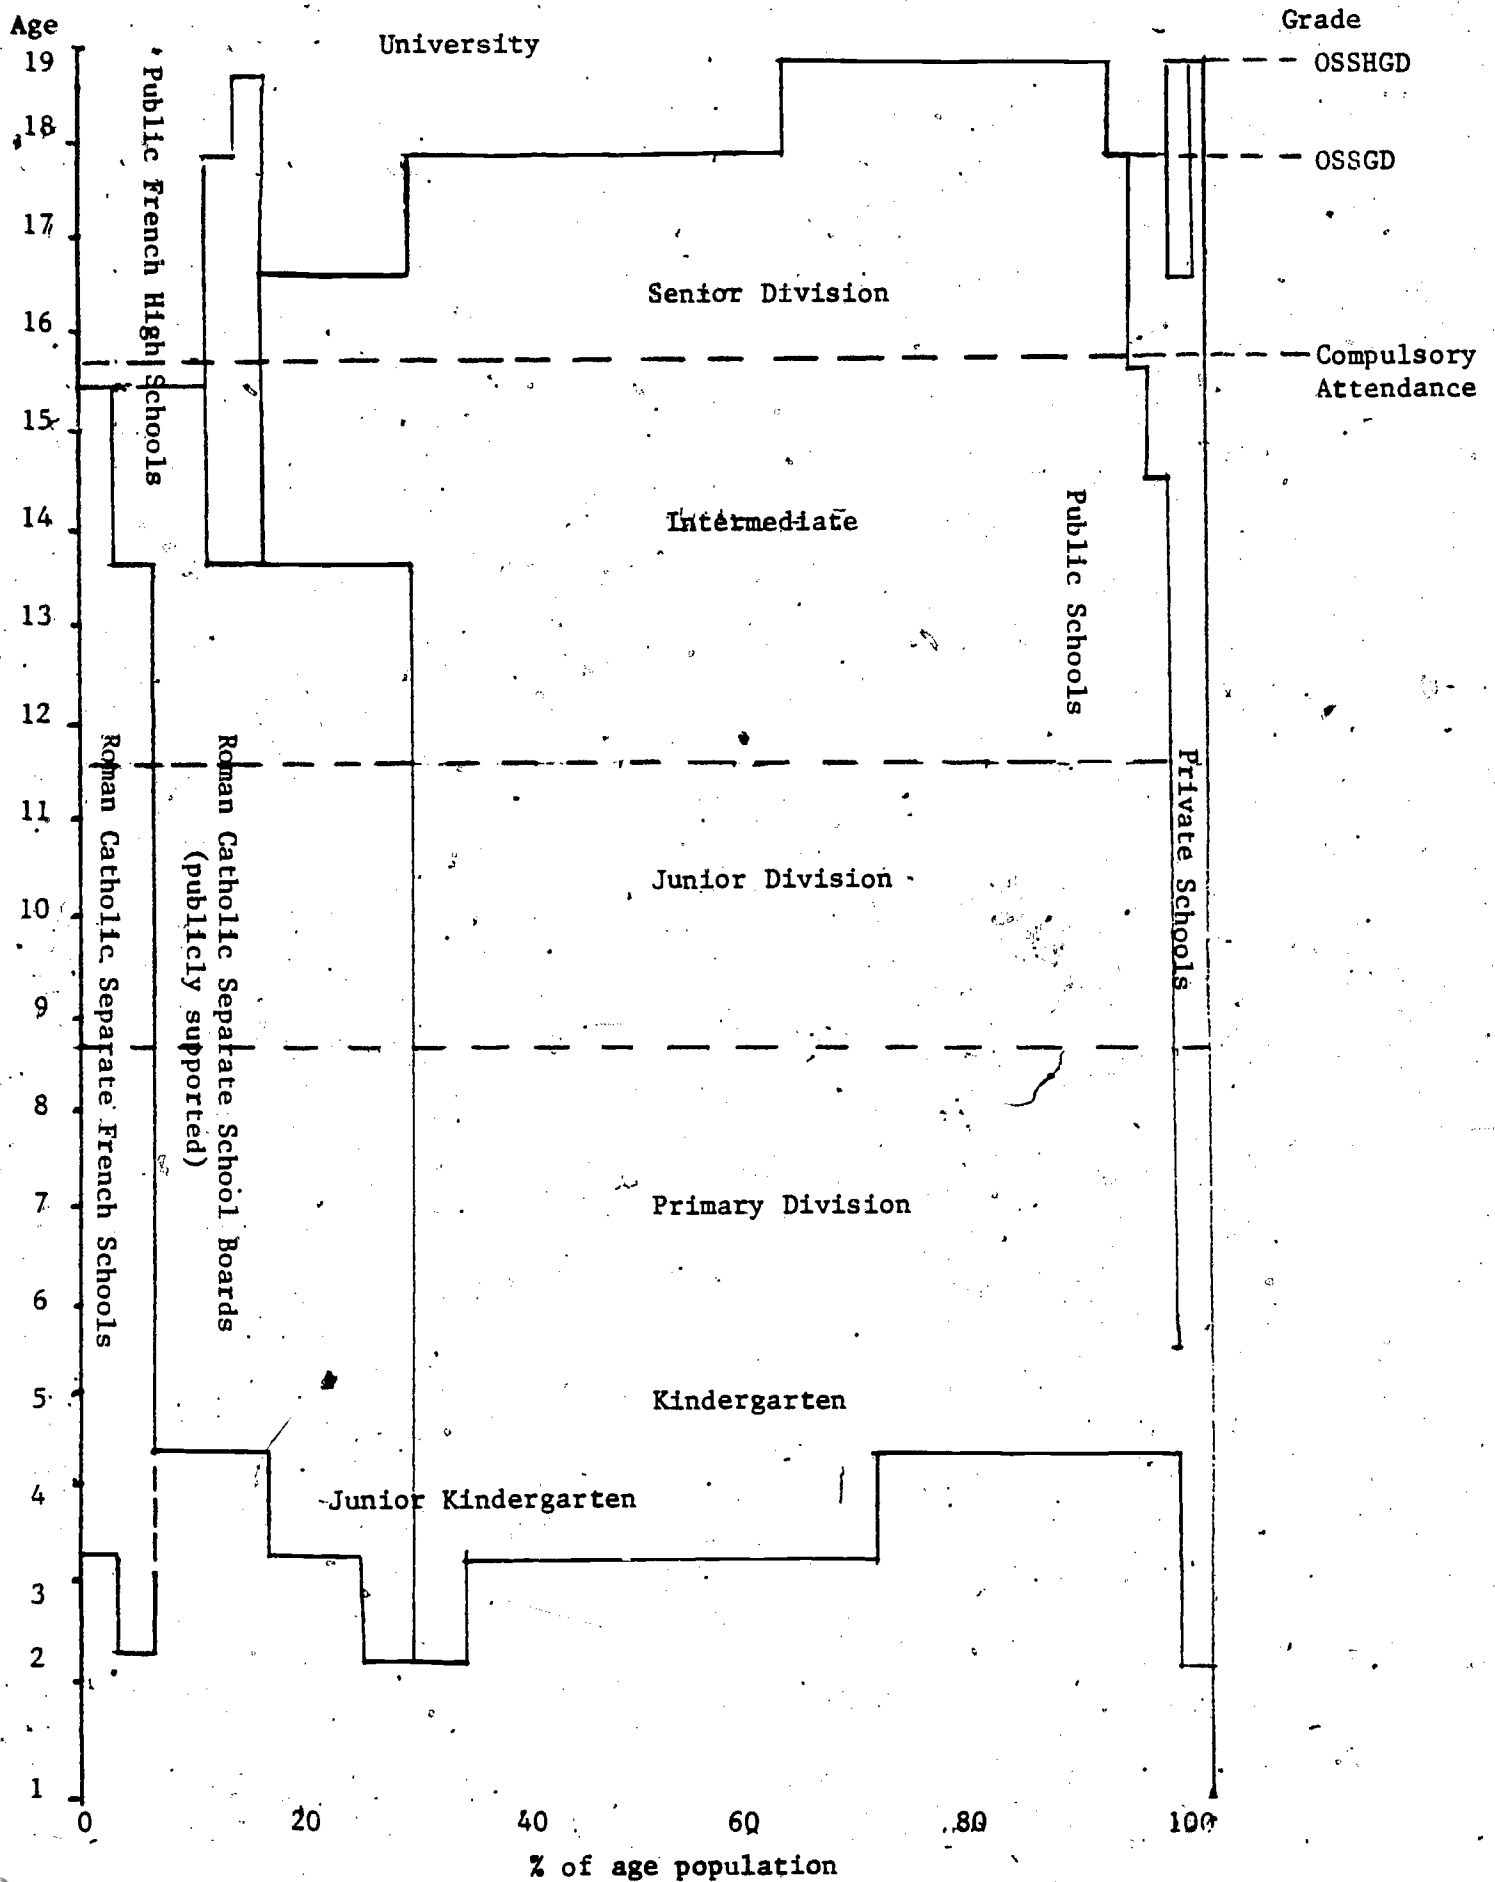 Age
Grade
University
19
OSSHGD
18
OSSGD
17
Public French High Schools
Senior Division
16
Compulsory
Attendance
15
14
Intermediate
Public Schools
13
12
Roman Catholic Separate French Schools
Roman Catholic Separate School Boards
(publicly supported)
Private Schools
11
Junior Division
10
9
8
7
Primary Division
6
5
Kindergarten
4
Junior Kindergarten
3
2
1
0 20 40 60 80 100
% of age population